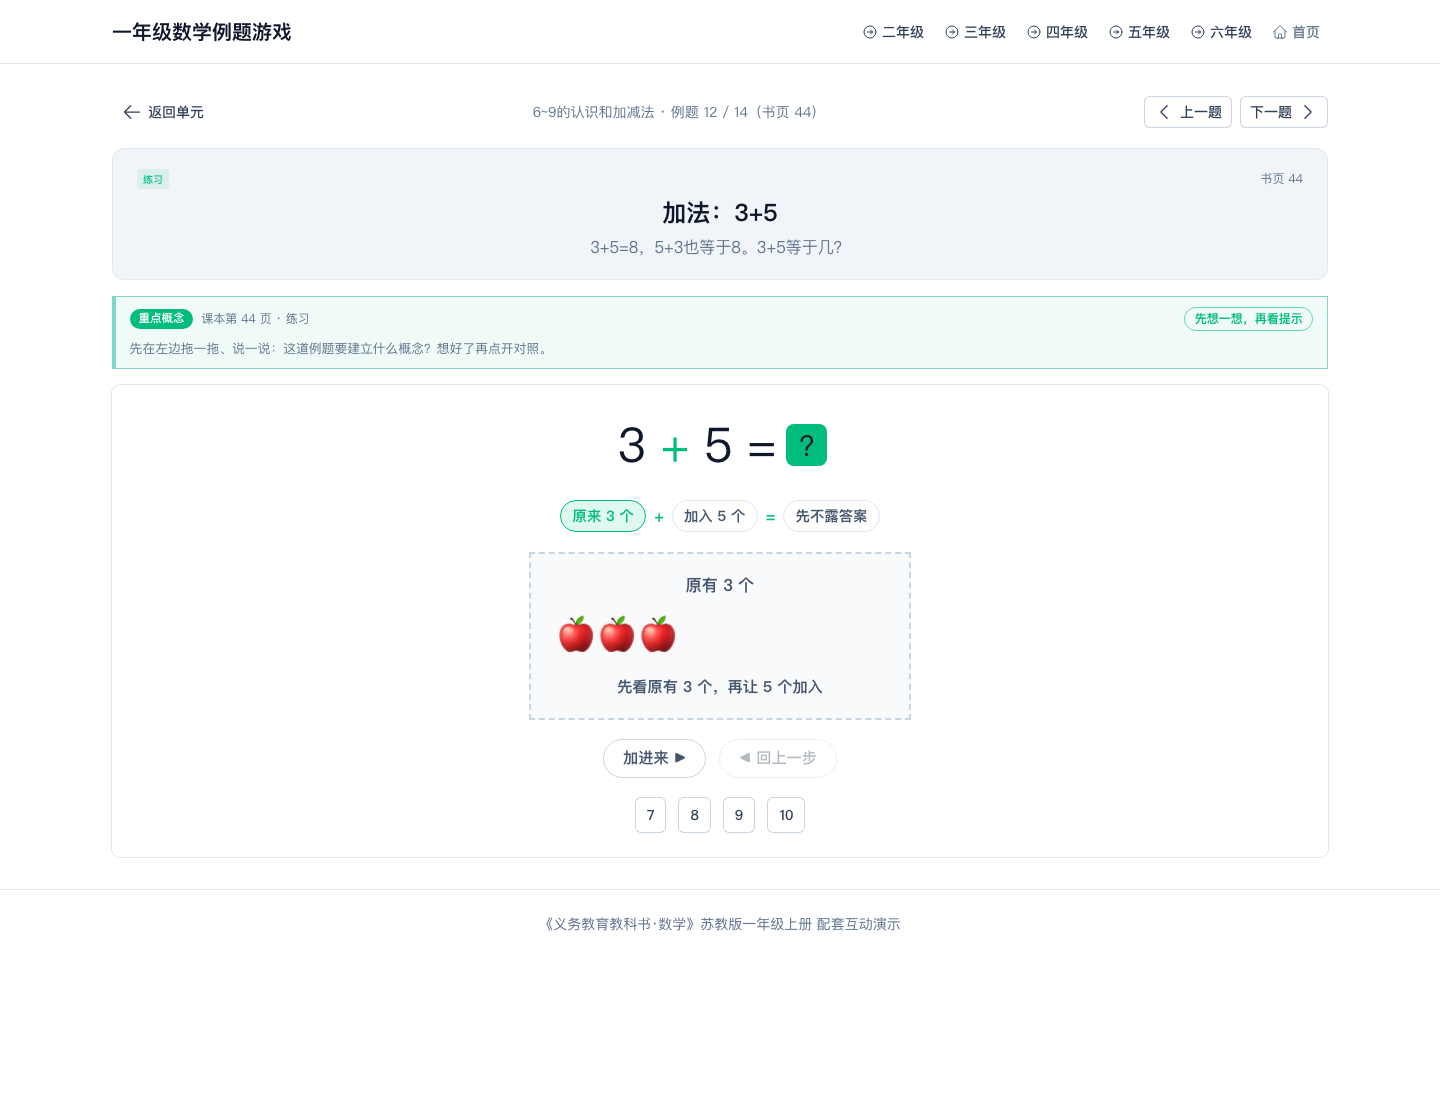 一年级数学例题游戏
二年级 三年级 四年级 五年级 六年级 首页
返回单元
6~9的认识和加减法 · 例题 12 / 14（书页 44）
上一题 下一题
练习
书页 44
加法：3+5
3+5=8，5+3也等于8。3+5等于几？
重点概念 课本第 44 页 · 练习
先想一想，再看提示
先在左边拖一拖、说一说：这道例题要建立什么概念？想好了再点开对照。
3 + 5 = ?
原来 3 个 + 加入 5 个 = 先不露答案
原有 3 个
先看原有 3 个，再让 5 个加入
加进来 ▶ ◀ 回上一步
7 8 9 10
《义务教育教科书·数学》苏教版一年级上册 配套互动演示